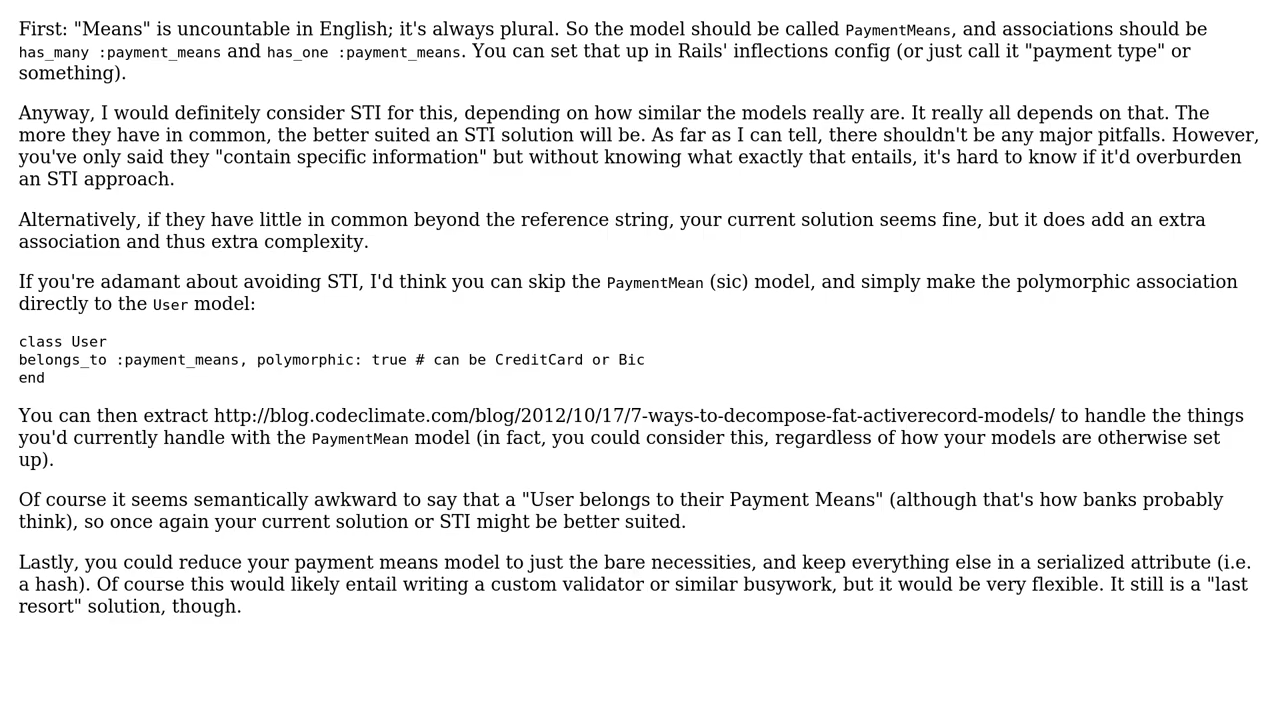 First: "Means" is uncountable in English; it's always plural. So the model should be called PaymentMeans, and associations should be
has_many :payment_means and has_one :payment_means. You can set that up in Rails' inflections config (or just call it "payment type" or
something).
Anyway, I would definitely consider STI for this, depending on how similar the models really are. It really all depends on that. The
more they have in common, the better suited an STI solution will be. As far as I can tell, there shouldn't be any major pitfalls. However,
you've only said they "contain specific information" but without knowing what exactly that entails, it's hard to know if it'd overburden
an STI approach.
Alternatively, if they have little in common beyond the reference string, your current solution seems fine, but it does add an extra
association and thus extra complexity.
If you're adamant about avoiding STI, I'd think you can skip the PaymentMean (sic) model, and simply make the polymorphic association
directly to the User model:
class User
belongs_to :payment_means, polymorphic: true # can be CreditCard or Bic
end
You can then extract http://blog.codeclimate.com/blog/2012/10/17/7-ways-to-decompose-fat-activerecord-models/ to handle the things
you'd currently handle with the PaymentMean model (in fact, you could consider this, regardless of how your models are otherwise set
up).
Of course it seems semantically awkward to say that a "User belongs to their Payment Means" (although that's how banks probably
think), so once again your current solution or STI might be better suited.
Lastly, you could reduce your payment means model to just the bare necessities, and keep everything else in a serialized attribute (i.e.
a hash). Of course this would likely entail writing a custom validator or similar busywork, but it would be very flexible. It still is a "last
resort" solution, though.